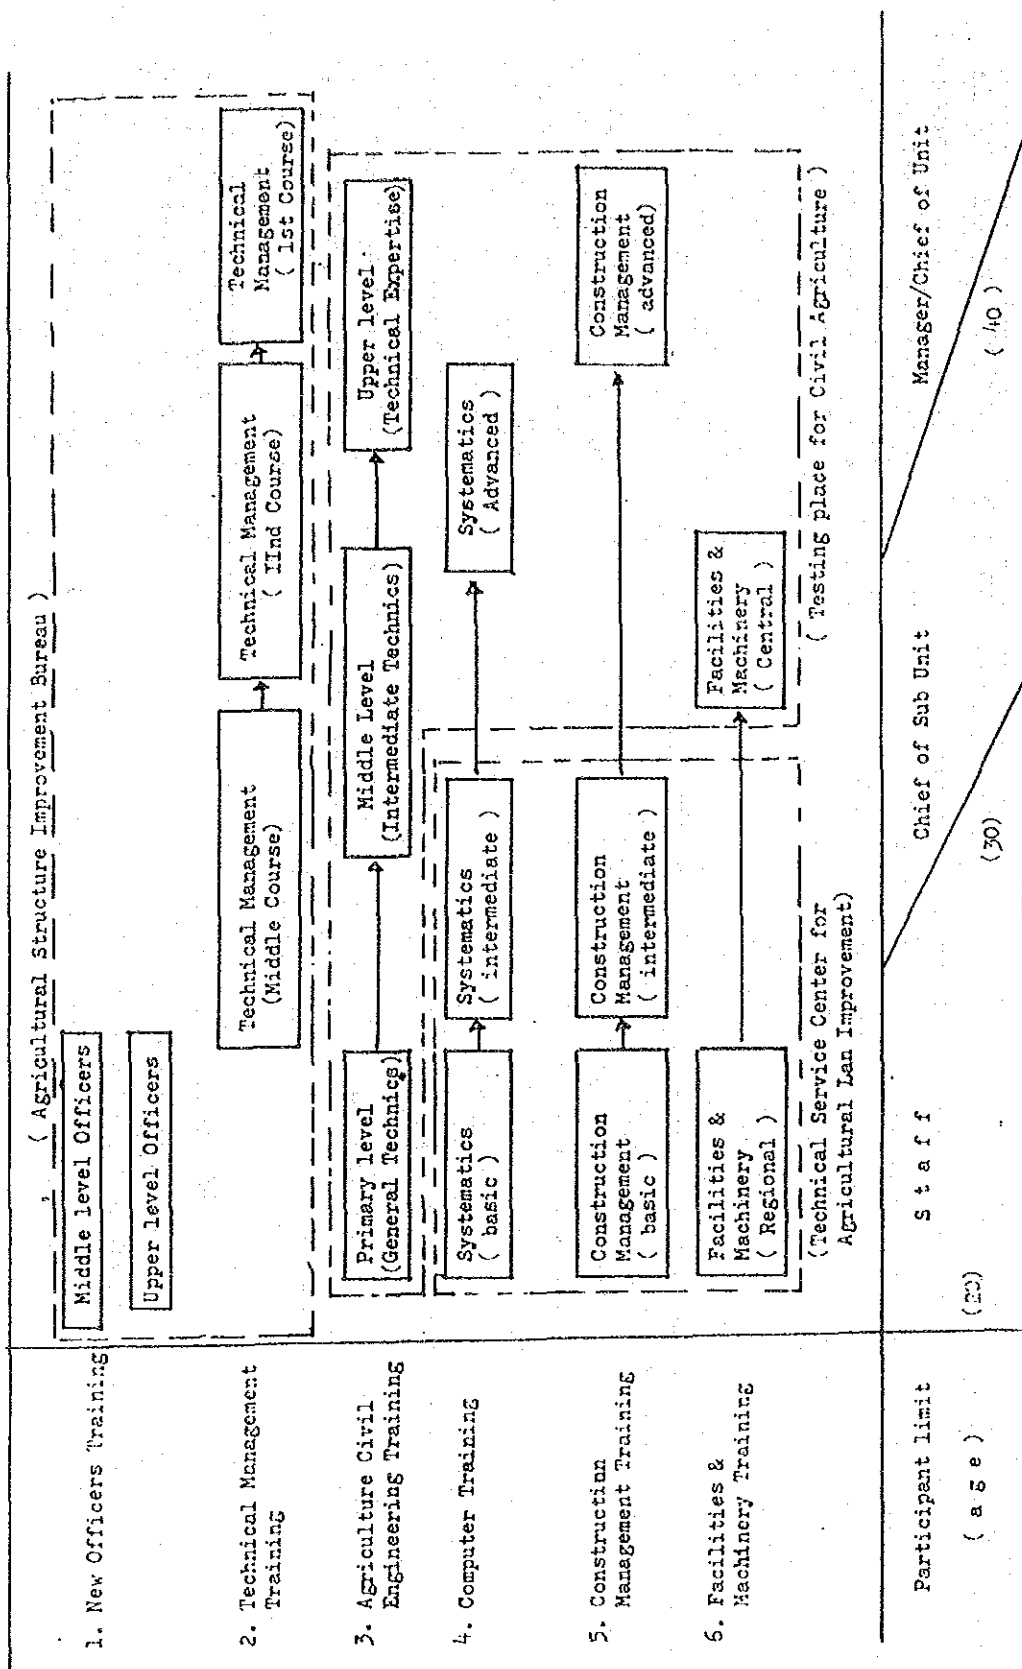 ( Agricultural Structure Improvement Bureau )
1. New Officers Training
Middle level Officers
Upper level Officers
2. Technical Management
Training
Technical Management
(Middle Course)
Technical Management
( IInd Course)
Technical
Management
( 1st Course)
3. Agriculture Civil
Engineering Training
Primary level
(General Technics)
Middle Level
(Intermediate Technics)
Upper level
(Technical Expertise)
4. Computer Training
Systematics
( basic )
Systematics
( intermediate )
Systematics
( Advanced )
5. Construction
Management Training
Construction
Management
( basic )
Construction
Management
( intermediate )
Construction
Management
( advanced)
6. Facilities &
Machinery Training
Facilities &
Machinery
( Regional )
Facilities &
Machinery
( Central )
(Technical Service Center for
Agricultural Lan Improvement)
( Testing place for Civil Agriculture )
Participant limit
S t a f f
Chief of Sub Unit
Manager/Chief of Unit
( a g e )
(20)
(30)
( 40 )